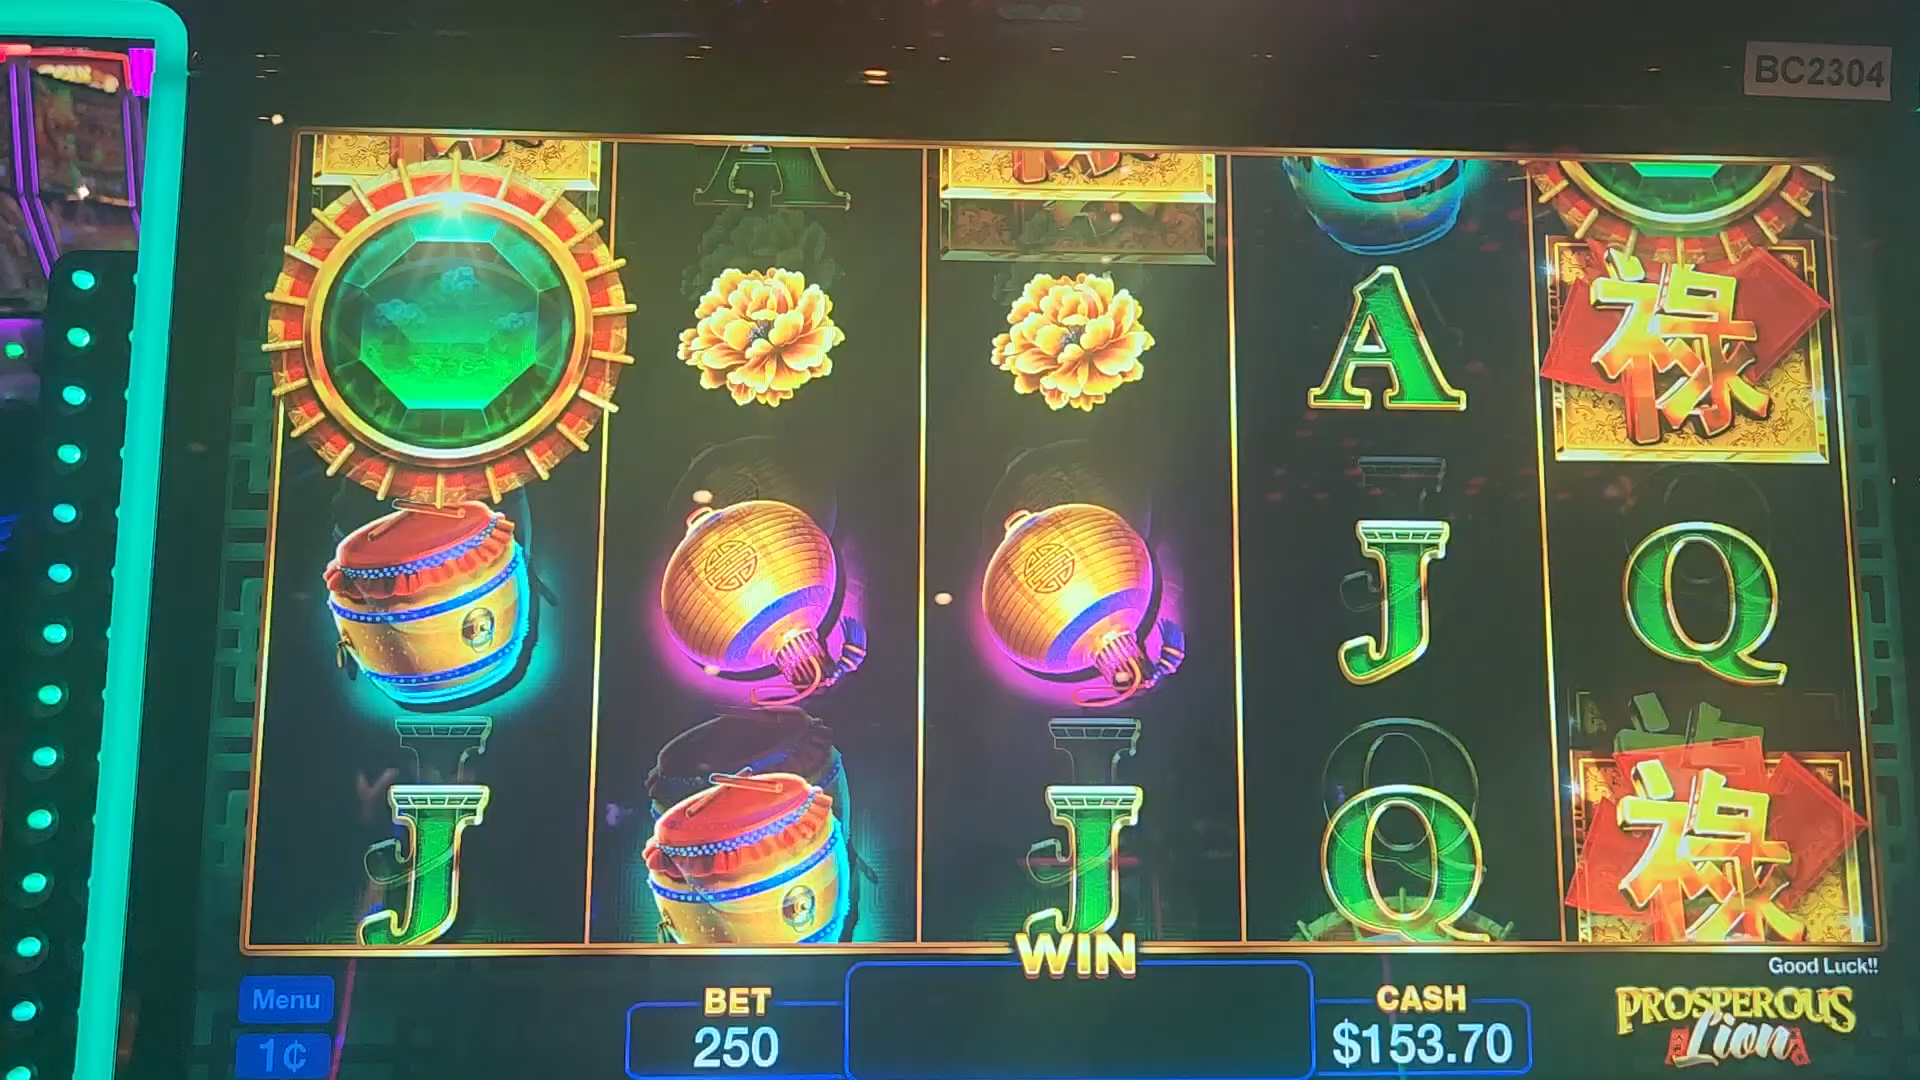 BC2304
A
A
禄
J
Q
J
J
Q
禄
WIN
Good Luck!!
Menu
BET
CASH
PROSPEROUS
1¢
250
$153.70
Lion